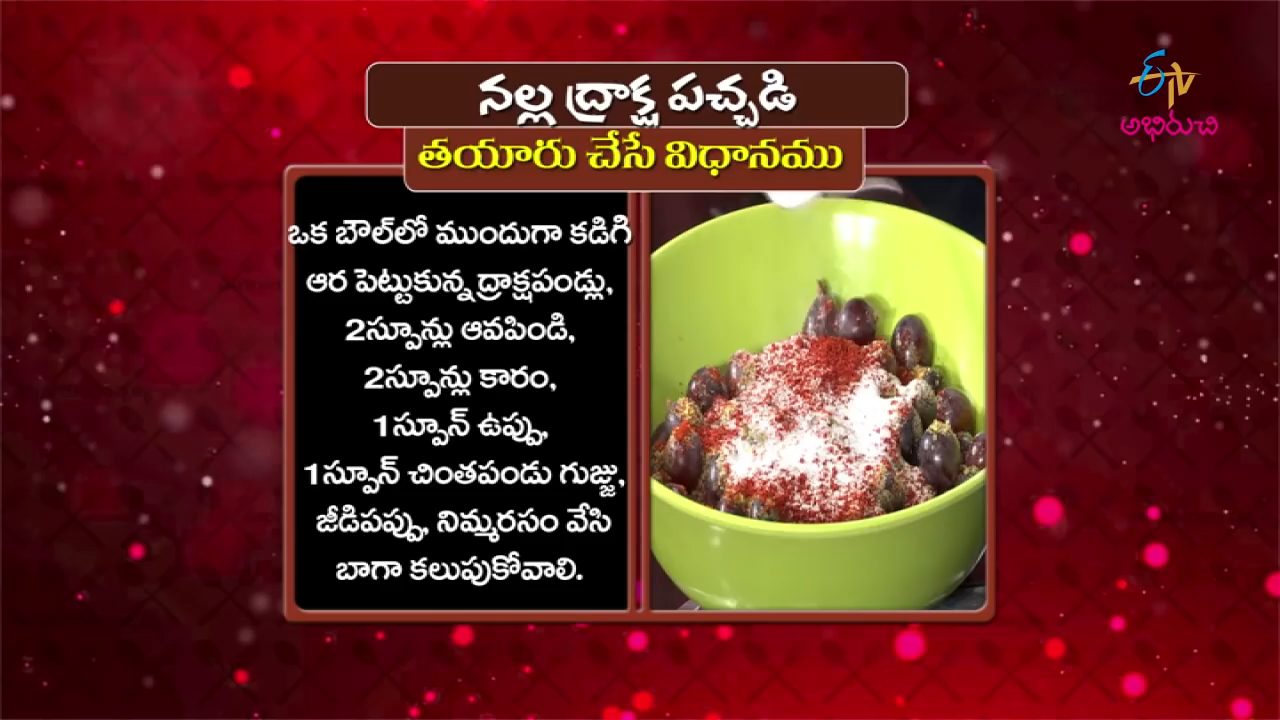 నల్ల ద్రాక్ష పచ్చడి
ETV
అభిరుచి
తయారు చేసే విధానము
ఒక బౌల్‌లో ముందుగా కడిగి
ఆర పెట్టుకున్న ద్రాక్షపండ్లు,
2స్పూన్లు ఆవపిండి,
2స్పూన్లు కారం,
1స్పూన్ ఉప్పు,
1స్పూన్ చింతపండు గుజ్జు,
జీడిపప్పు, నిమ్మరసం వేసి
బాగా కలుపుకోవాలి.